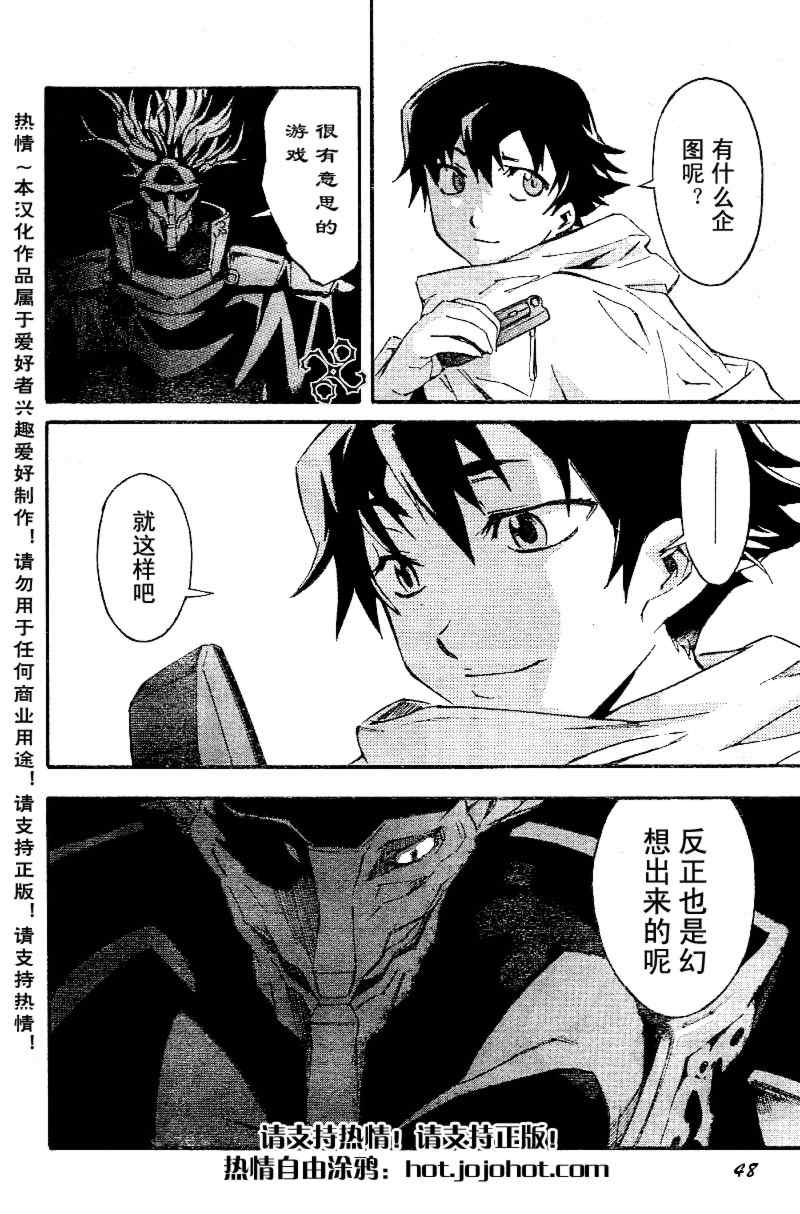 有什么企
图呢？
很有意思的
游戏
──
就这样吧
反正也是幻
想出来的呢
热情～本汉化作品属于爱好者兴趣爱好制作！请勿用于任何商业用途！请支持正版！请支持热情！
请支持热情！请支持正版！
热情自由涂鸦：hot.jojohot.com
48